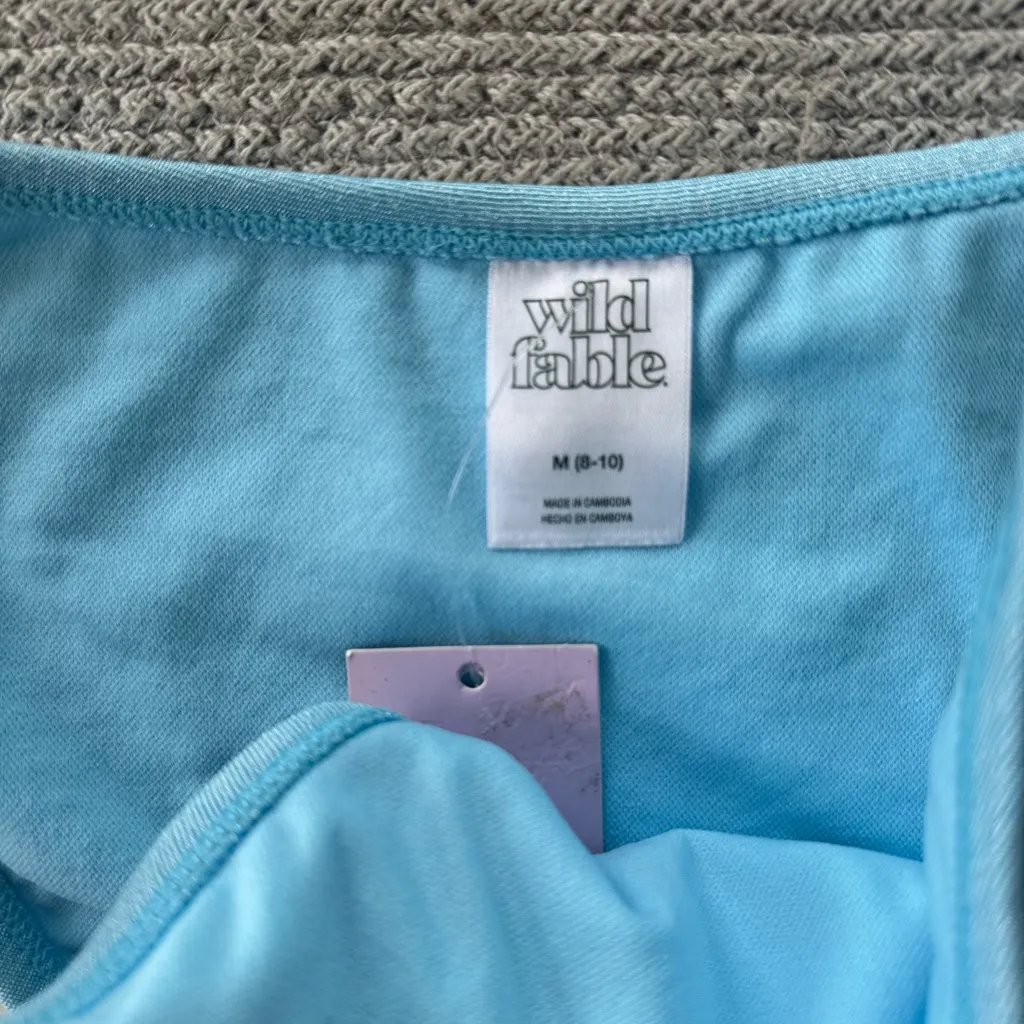 wild
fable.
M (8-10)
MADE IN CAMBODIA
HECHO EN CAMBOYA